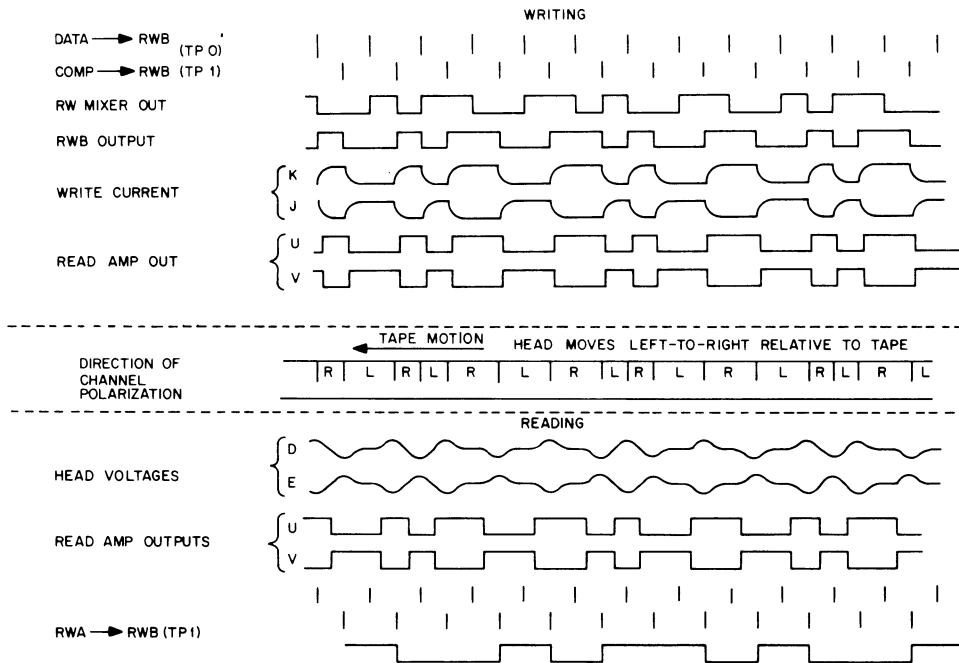 WRITING
DATA → RWB
(TP 0)
COMP → RWB (TP 1)
RW MIXER OUT
RWB OUTPUT
WRITE CURRENT
K
J
READ AMP OUT
U
V
TAPE MOTION HEAD MOVES LEFT-TO-RIGHT RELATIVE TO TAPE
DIRECTION OF
CHANNEL
POLARIZATION
R L R L R L R L R L R L R L R L
READING
HEAD VOLTAGES
D
E
READ AMP OUTPUTS
U
V
RWA → RWB (TP1)